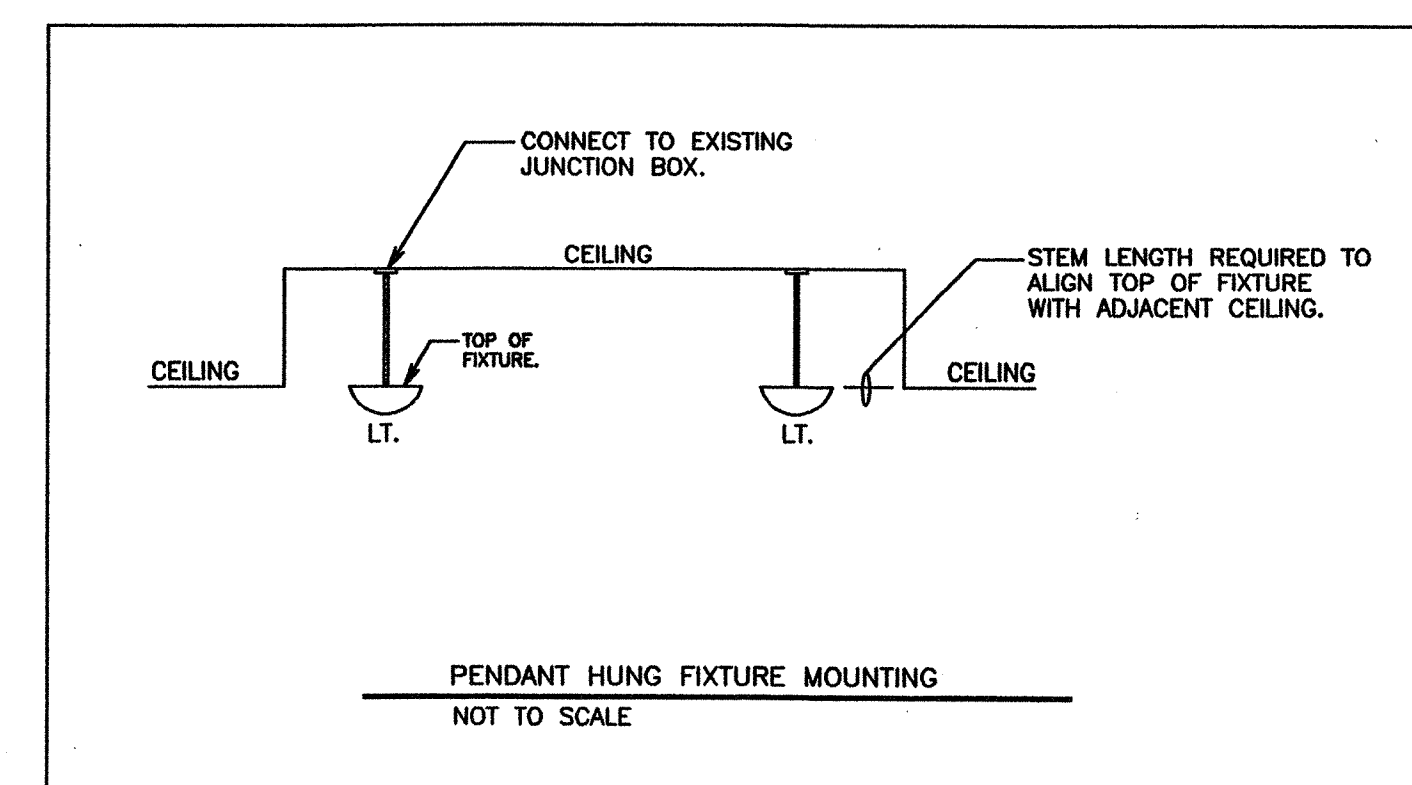 CONNECT TO EXISTING
JUNCTION BOX.
CEILING
STEM LENGTH REQUIRED TO
ALIGN TOP OF FIXTURE
WITH ADJACENT CEILING.
TOP OF
FIXTURE.
CEILING
CEILING
LT.
LT.
PENDANT HUNG FIXTURE MOUNTING
NOT TO SCALE